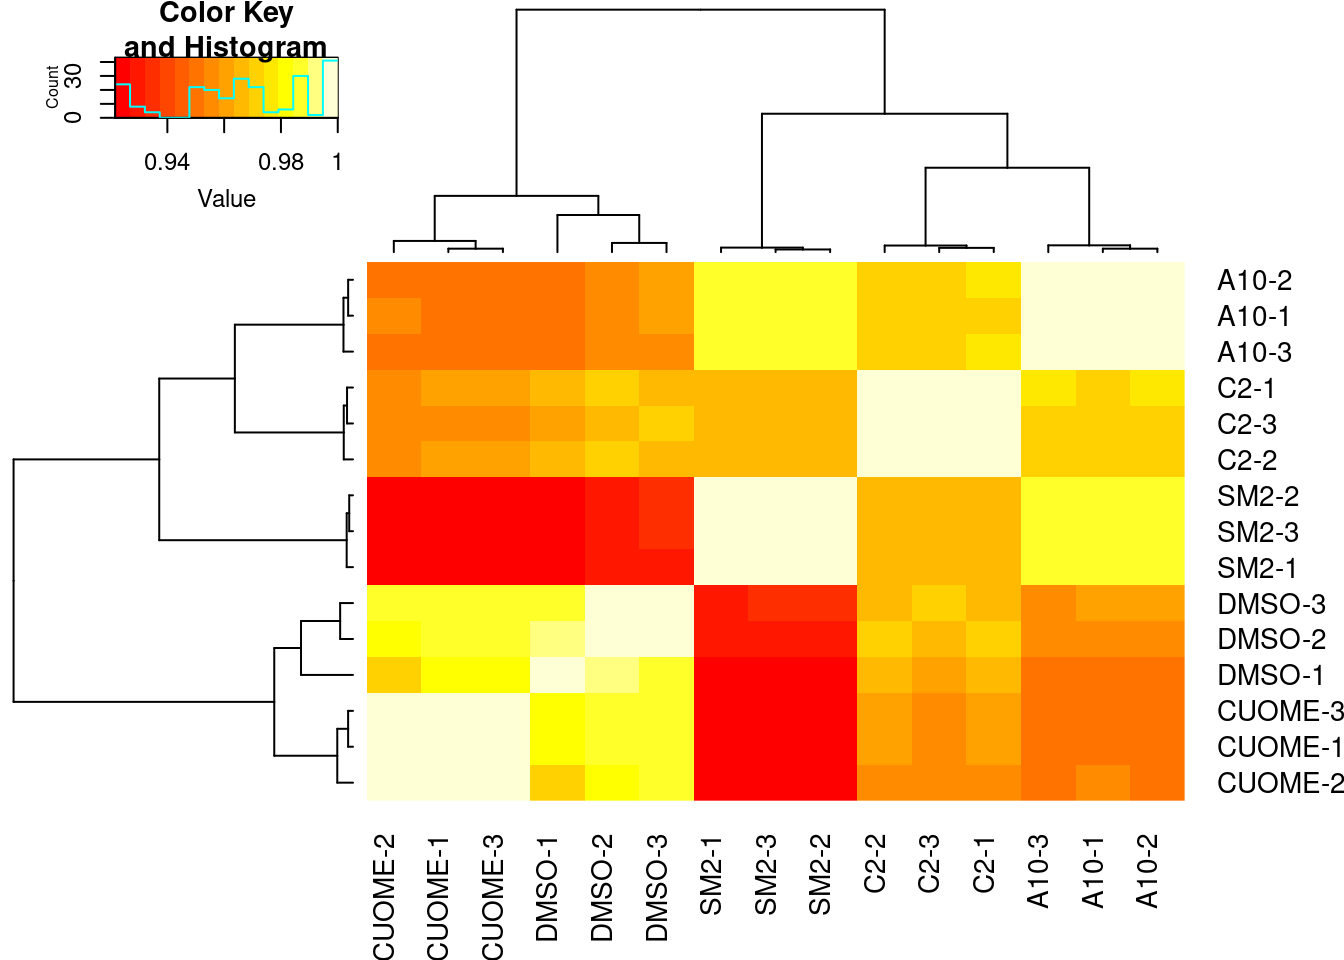 Color Key
and Histogram
Count
0 30
0.94 0.98 1
Value
A10-2
A10-1
A10-3
C2-1
C2-3
C2-2
SM2-2
SM2-3
SM2-1
DMSO-3
DMSO-2
DMSO-1
CUOME-3
CUOME-1
CUOME-2
CUOME-2
CUOME-1
CUOME-3
DMSO-1
DMSO-2
DMSO-3
SM2-1
SM2-3
SM2-2
C2-2
C2-3
C2-1
A10-3
A10-1
A10-2